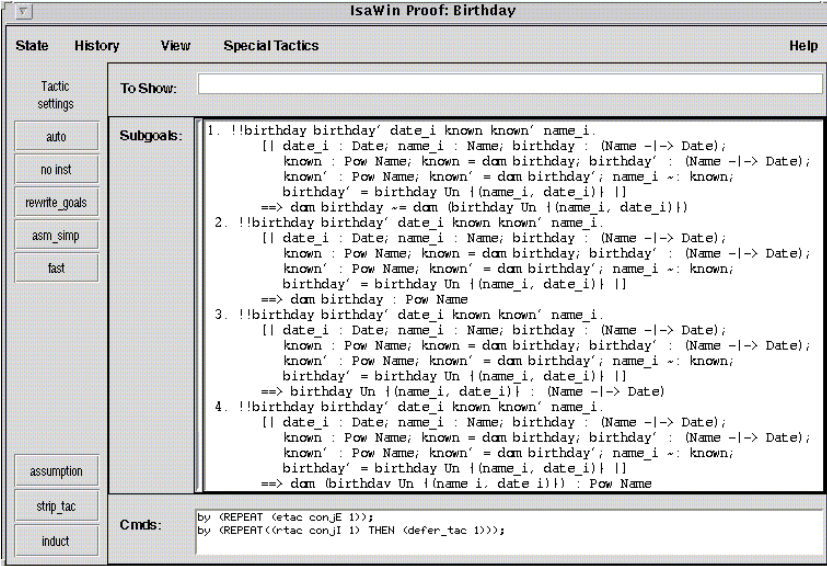 IsaWin Proof: Birthday
State History View Special Tactics Help
Tactic
settings
auto
no inst
rewrite_goals
asm_simp
fast
assumption
strip_tac
induct
To Show:
Subgoals:
1. !!birthday birthday' date_i known known' name_i.
[| date_i : Date; name_i : Name; birthday : (Name -|-> Date);
known : Pow Name; known = dom birthday; birthday' : (Name -|-> Date);
known' : Pow Name; known' = dom birthday'; name_i ~: known;
birthday' = birthday Un {(name_i, date_i)} |]
==> dom birthday ~= dom (birthday Un {(name_i, date_i)})
2. !!birthday birthday' date_i known known' name_i.
[| date_i : Date; name_i : Name; birthday : (Name -|-> Date);
known : Pow Name; known = dom birthday; birthday' : (Name -|-> Date);
known' : Pow Name; known' = dom birthday'; name_i ~: known;
birthday' = birthday Un {(name_i, date_i)} |]
==> dom birthday : Pow Name
3. !!birthday birthday' date_i known known' name_i.
[| date_i : Date; name_i : Name; birthday : (Name -|-> Date);
known : Pow Name; known = dom birthday; birthday' : (Name -|-> Date);
known' : Pow Name; known' = dom birthday'; name_i ~: known;
birthday' = birthday Un {(name_i, date_i)} |]
==> birthday Un {(name_i, date_i)} : (Name -|-> Date)
4. !!birthday birthday' date_i known known' name_i.
[| date_i : Date; name_i : Name; birthday : (Name -|-> Date);
known : Pow Name; known = dom birthday; birthday' : (Name -|-> Date);
known' : Pow Name; known' = dom birthday'; name_i ~: known;
birthday' = birthday Un {(name_i, date_i)} |]
==> dom (birthday Un {(name_i, date_i)}) : Pow Name
Cmds:
by (REPEAT (etac conjE 1));
by (REPEAT((rtac conjI 1) THEN (defer_tac 1)));